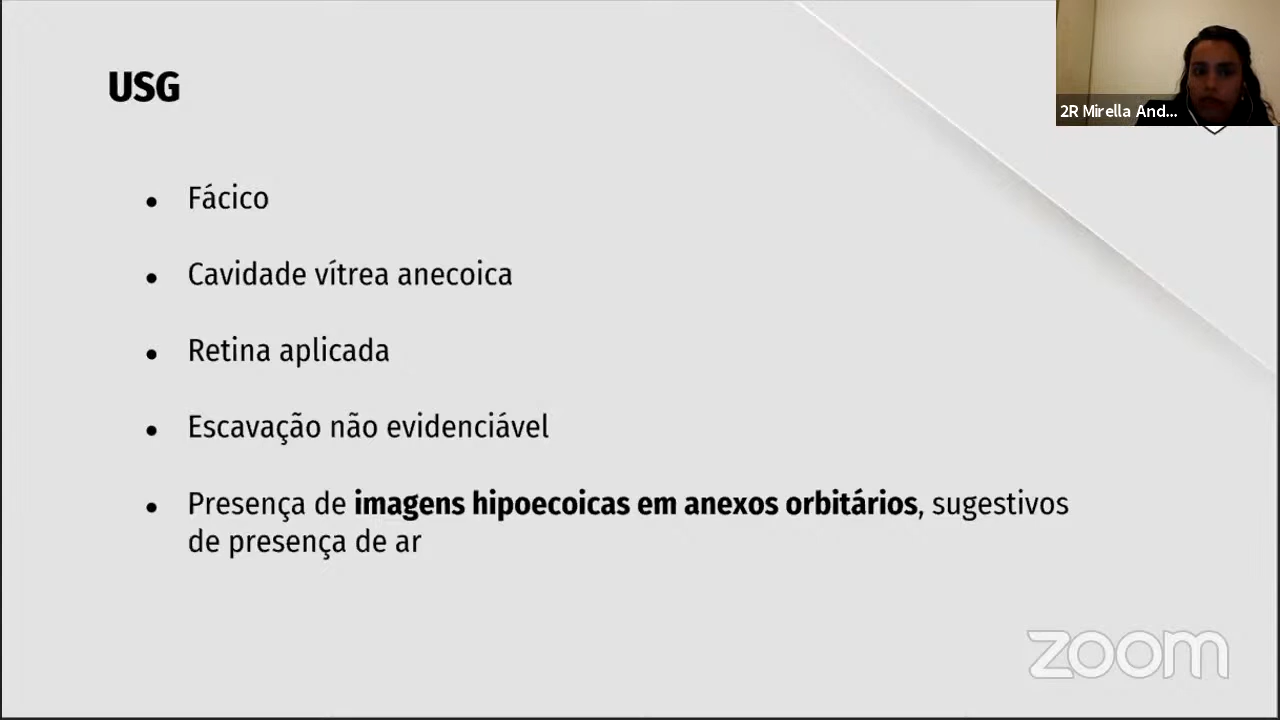 USG
2R Mirella And...
• Fácico
• Cavidade vítrea anecoica
• Retina aplicada
• Escavação não evidenciável
• Presença de imagens hipoecoicas em anexos orbitários, sugestivos
de presença de ar
zoom